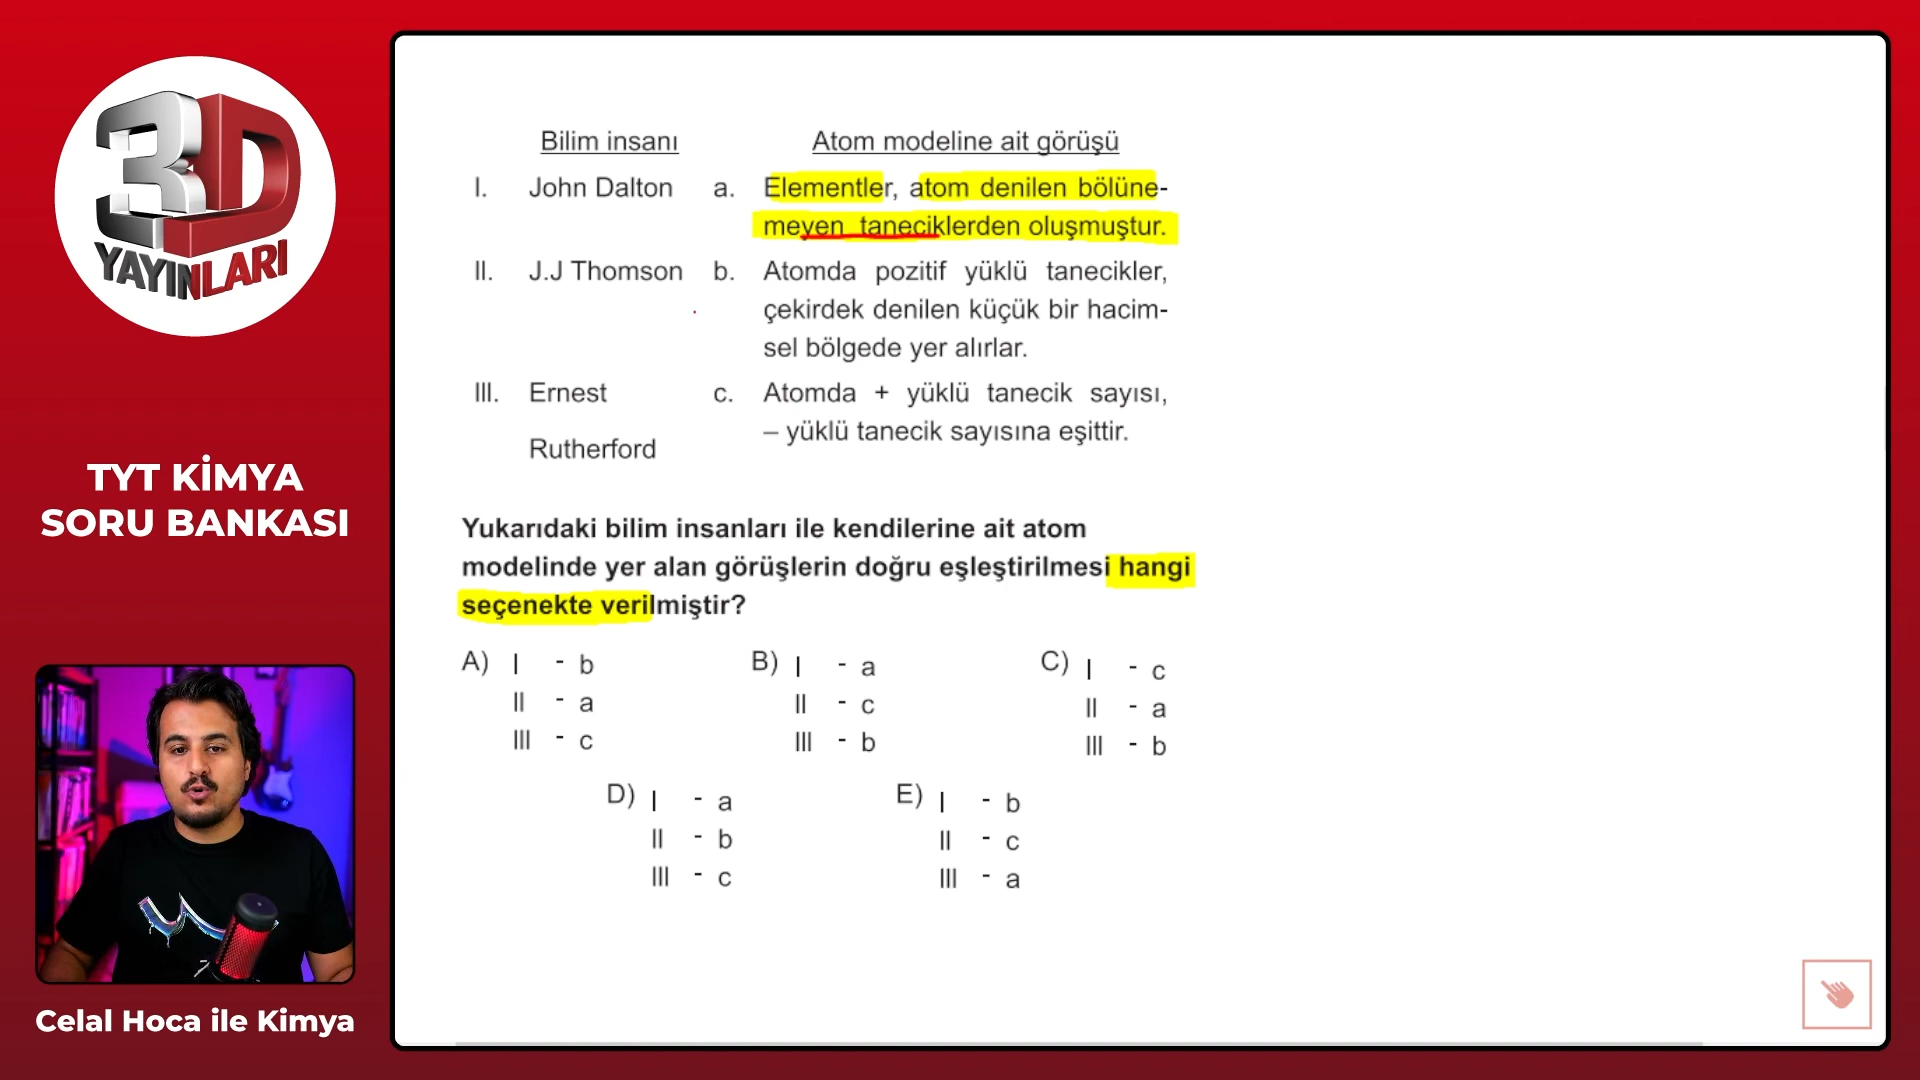 3D
YAYINLARI
TYT KİMYA
SORU BANKASI
Celal Hoca ile Kimya
Bilim insanı Atom modeline ait görüşü
I. John Dalton a. Elementler, atom denilen bölüne-
meyen taneciklerden oluşmuştur.
II. J.J Thomson b. Atomda pozitif yüklü tanecikler,
çekirdek denilen küçük bir hacim-
sel bölgede yer alırlar.
III. Ernest c. Atomda + yüklü tanecik sayısı,
– yüklü tanecik sayısına eşittir.
Rutherford
Yukarıdaki bilim insanları ile kendilerine ait atom
modelinde yer alan görüşlerin doğru eşleştirilmesi hangi
seçenekte verilmiştir?
A) I - b B) I - a C) I - c
II - a II - c II - a
III - c III - b III - b
D) I - a E) I - b
II - b II - c
III - c III - a